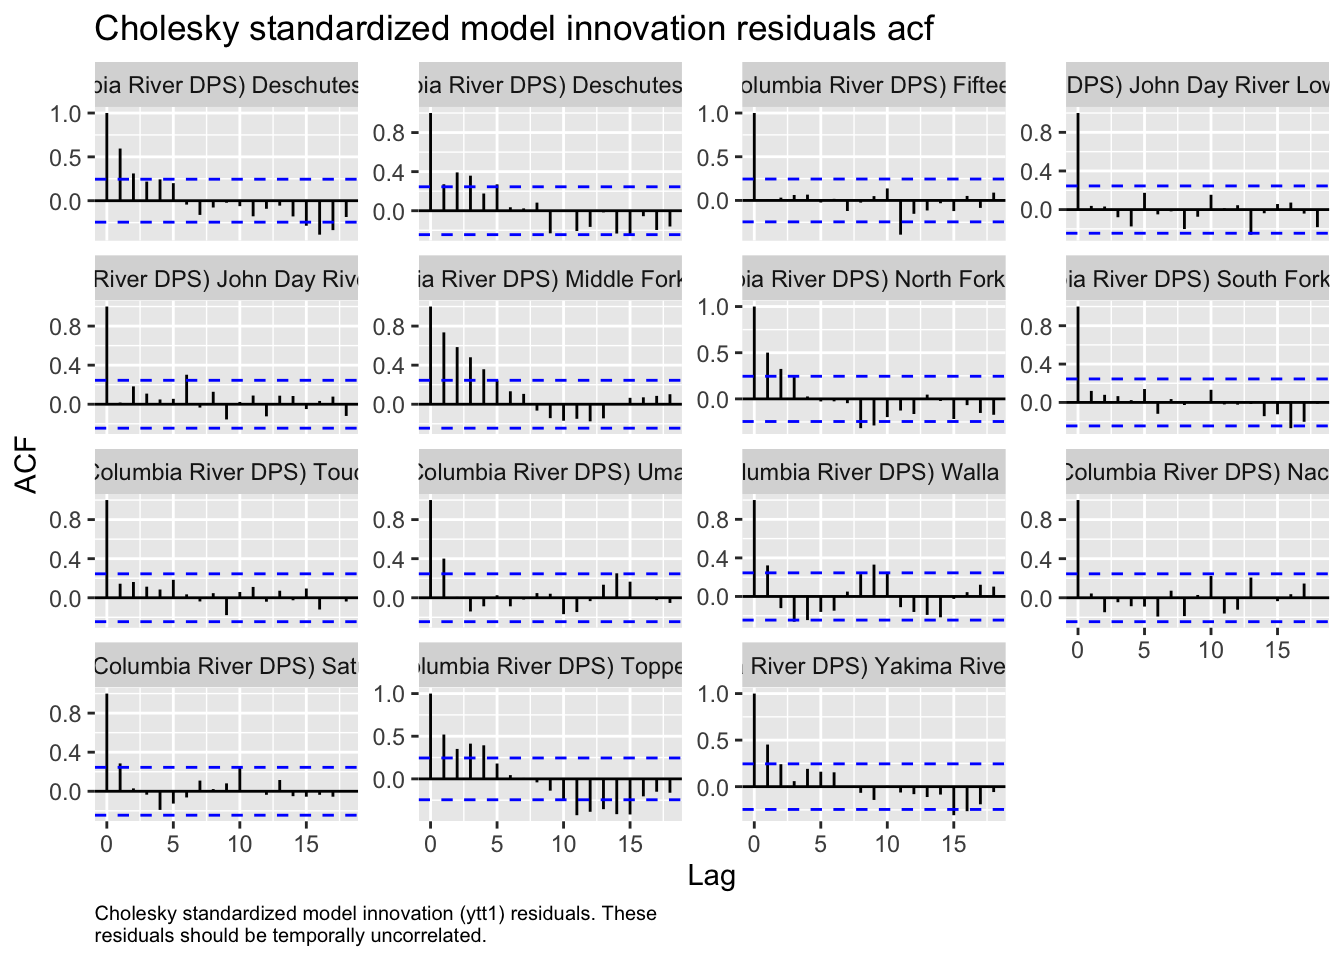 Cholesky standardized model innovation residuals acf
bia River DPS) Deschutes
bia River DPS) Deschutes
olumbia River DPS) Fiftee
DPS) John Day River Low
1.0
0.5
0.0
0.8
0.4
0.0
1.0
0.5
0.0
0.8
0.4
0.0
River DPS) John Day Rive
ia River DPS) Middle Fork
bia River DPS) North Fork
ia River DPS) South Fork
0.8
0.4
0.0
0.8
0.4
0.0
1.0
0.5
0.0
0.8
0.4
0.0
ACF
Columbia River DPS) Touc
Columbia River DPS) Uma
lumbia River DPS) Walla
Columbia River DPS) Nac
0.8
0.4
0.0
0.8
0.4
0.0
0.8
0.4
0.0
0.8
0.4
0.0
0 5 10 15
Columbia River DPS) Satu
olumbia River DPS) Toppe
River DPS) Yakima Rive
0.8
0.4
0.0
1.0
0.5
0.0
1.0
0.5
0.0
0 5 10 15
0 5 10 15
0 5 10 15
Lag
Cholesky standardized model innovation (ytt1) residuals. These
residuals should be temporally uncorrelated.